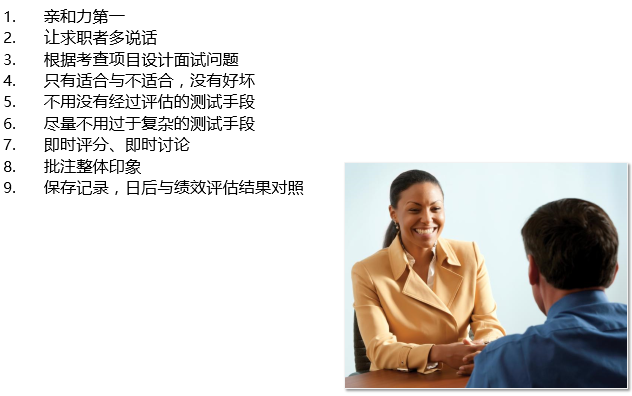 1. 亲和力第一
2. 让求职者多说话
3. 根据考查项目设计面试问题
4. 只有适合与不适合，没有好坏
5. 不用没有经过评估的测试手段
6. 尽量不用过于复杂的测试手段
7. 即时评分、即时讨论
8. 批注整体印象
9. 保存记录，日后与绩效评估结果对照